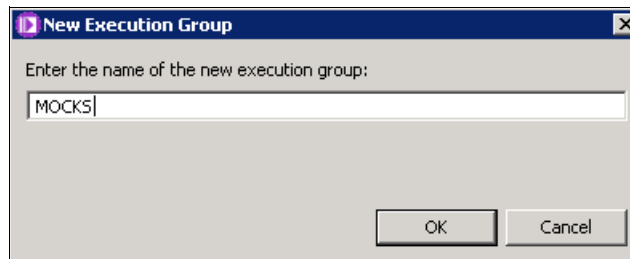 New Execution Group
Enter the name of the new execution group:
MOCKS
OK
Cancel